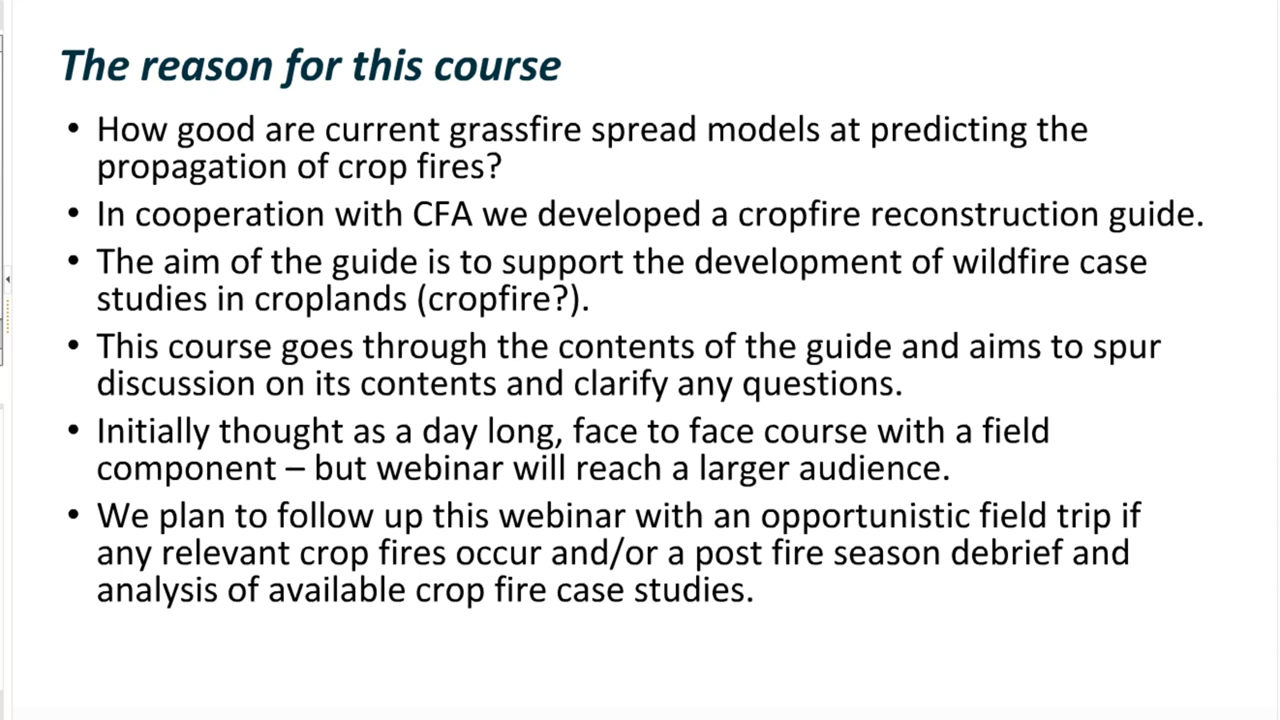 The reason for this course
• How good are current grassfire spread models at predicting the
propagation of crop fires?
• In cooperation with CFA we developed a cropfire reconstruction guide.
• The aim of the guide is to support the development of wildfire case
studies in croplands (cropfire?).
• This course goes through the contents of the guide and aims to spur
discussion on its contents and clarify any questions.
• Initially thought as a day long, face to face course with a field
component – but webinar will reach a larger audience.
• We plan to follow up this webinar with an opportunistic field trip if
any relevant crop fires occur and/or a post fire season debrief and
analysis of available crop fire case studies.